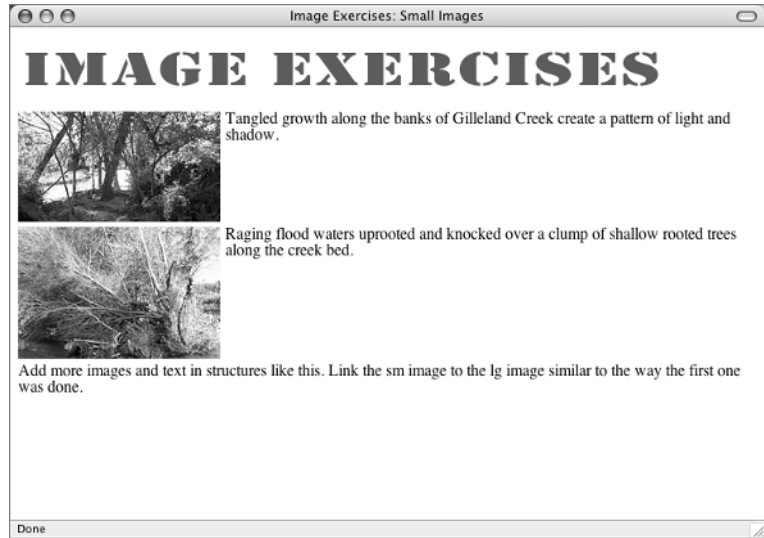 Image Exercises: Small Images
IMAGE EXERCISES
Tangled growth along the banks of Gilleland Creek create a pattern of light and
shadow.
Raging flood waters uprooted and knocked over a clump of shallow rooted trees
along the creek bed.
Add more images and text in structures like this. Link the sm image to the lg image similar to the way the first one
was done.
Done